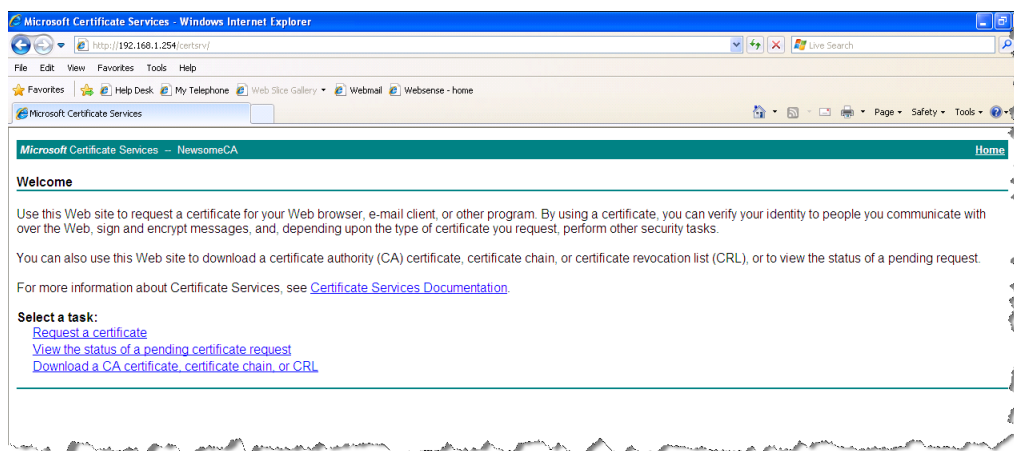 Microsoft Certificate Services - Windows Internet Explorer
http://192.168.1.254/certsrv/
Live Search
File Edit View Favorites Tools Help
Favorites Help Desk My Telephone Web Slice Gallery Webmail Websense - home
Microsoft Certificate Services
Page Safety Tools
Microsoft Certificate Services -- NewsomeCA Home
Welcome
Use this Web site to request a certificate for your Web browser, e-mail client, or other program. By using a certificate, you can verify your identity to people you communicate with
over the Web, sign and encrypt messages, and, depending upon the type of certificate you request, perform other security tasks.
You can also use this Web site to download a certificate authority (CA) certificate, certificate chain, or certificate revocation list (CRL), or to view the status of a pending request.
For more information about Certificate Services, see Certificate Services Documentation.
Select a task:
Request a certificate
View the status of a pending certificate request
Download a CA certificate, certificate chain, or CRL